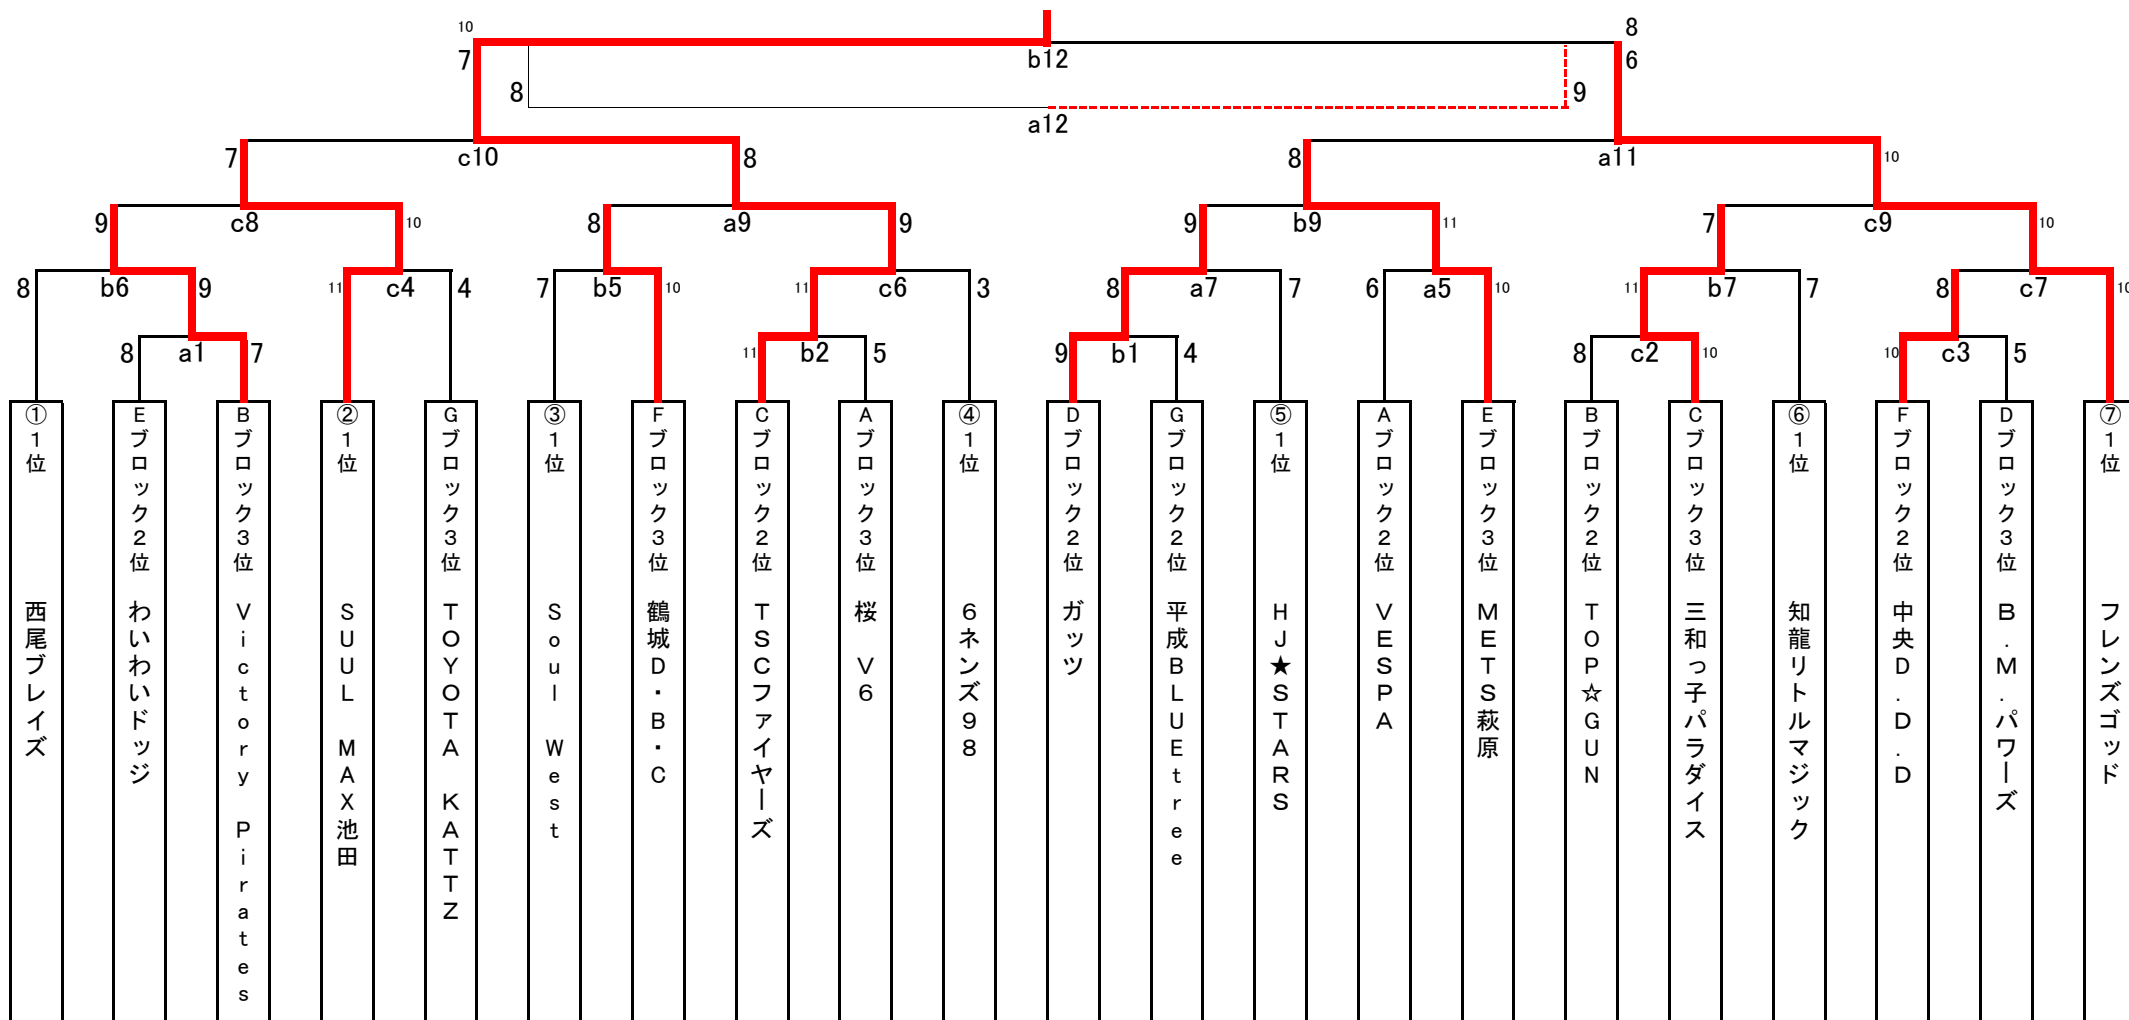 10 8
7 b12 6
8 9
a12
7 c10 8 8 a11 10
9 c8 10 8 a9 9 9 b9 11 7 c9 10
8 b6 9 11 c4 4 7 b5 10 11 c6 3 8 a7 7 6 a5 10 11 b7 7 8 c7 10
8 a1 7 11 b2 5 9 b1 4 8 c2 10 10 c3 5
①1位 西尾ブレイズ
Eブロック2位 わいわいドッジ
Bブロック3位 Victory Pirates
②1位 SUUL MAX池田
Gブロック3位 TOYOTA KATTZ
③1位 Soul West
Fブロック3位 鶴城D・B・C
Cブロック2位 TSCファイヤーズ
Aブロック3位 桜 V6
④1位 6ネンズ98
Dブロック2位 ガッツ
Gブロック2位 平成BLUEtree
⑤1位 HJ★STARS
Aブロック2位 VESPA
Eブロック3位 METS萩原
Bブロック2位 TOP☆GUN
Cブロック3位 三和っ子パラダイス
⑥1位 知龍リトルマジック
Fブロック2位 中央D.D.D
Dブロック3位 B.M.パワーズ
⑦1位 フレンズゴッド